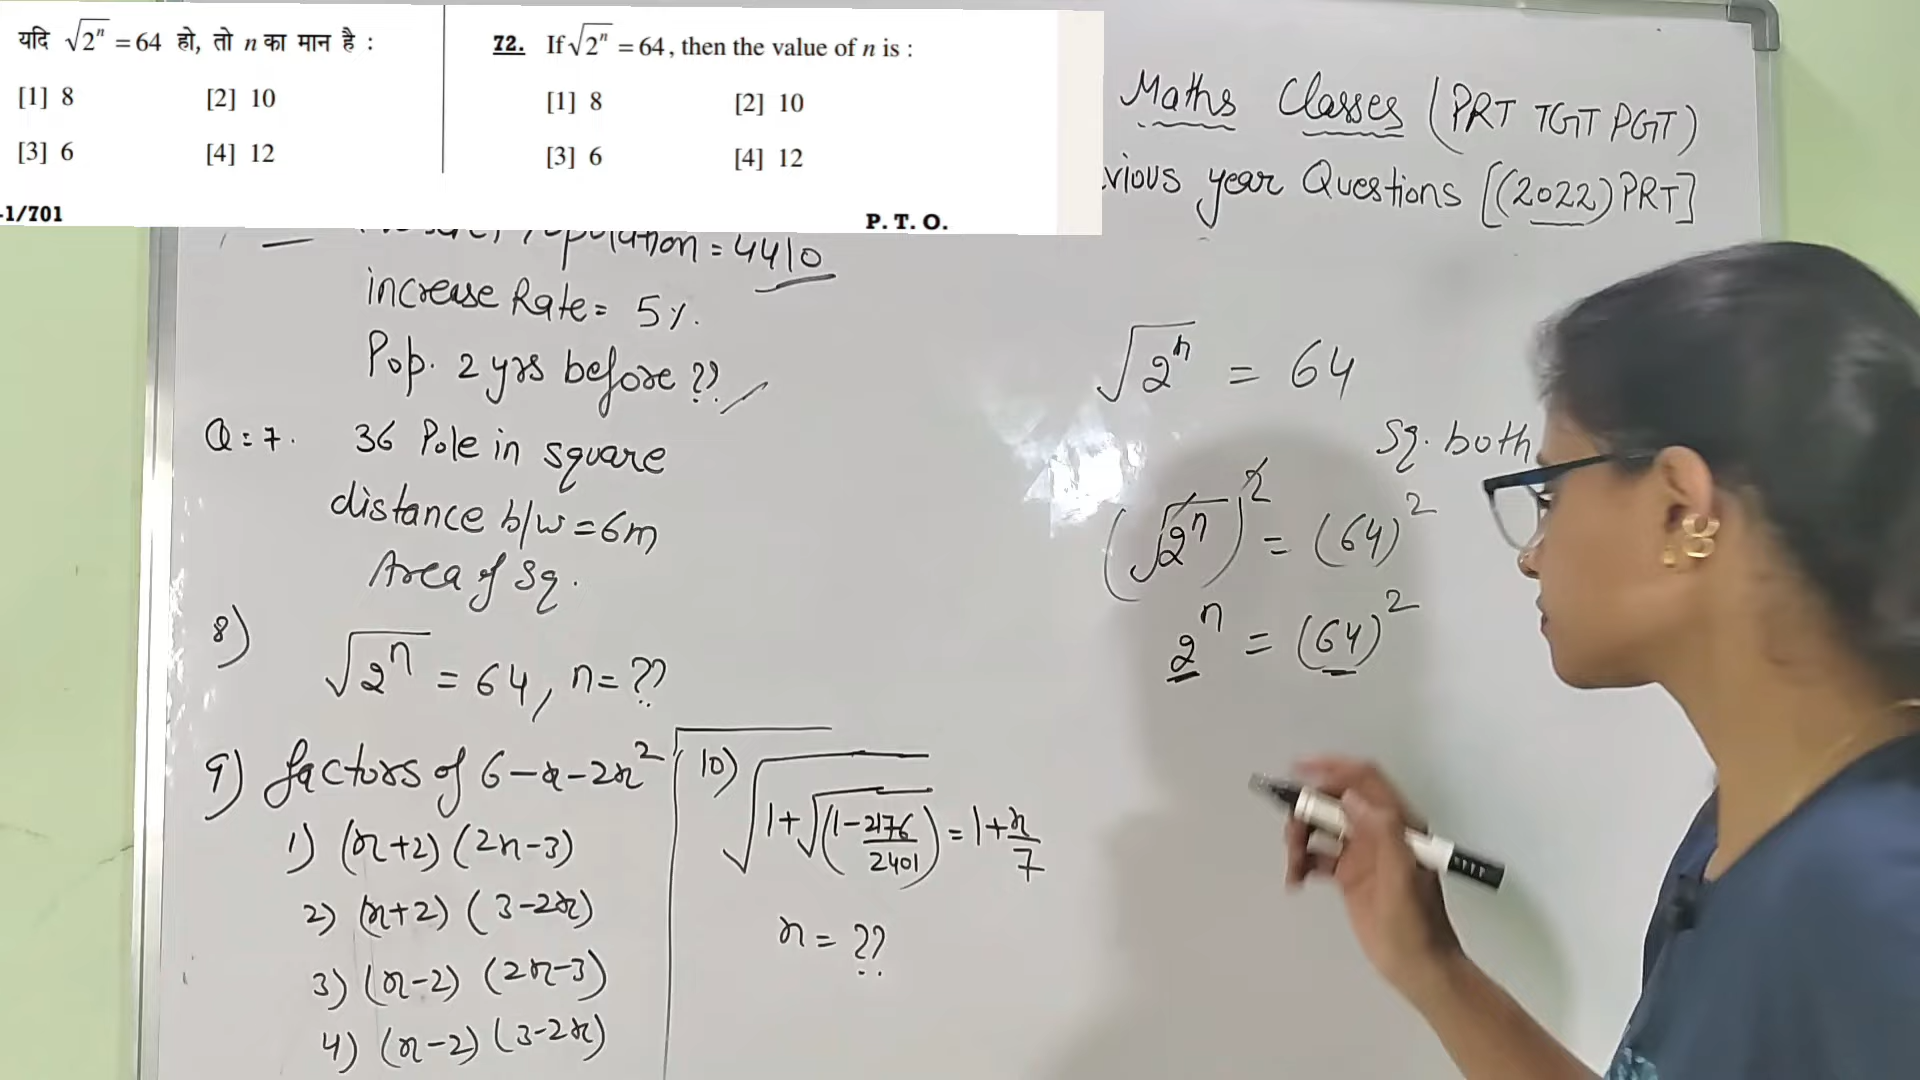 यदि √2ⁿ = 64 हो, तो n का मान है :
[1] 8 [2] 10
[3] 6 [4] 12
-1/701
72. If √2ⁿ = 64, then the value of n is :
[1] 8 [2] 10
[3] 6 [4] 12
P. T. O.
Maths Classes (PRT TGT PGT)
year Questions [(2022) PRT]
Population = 4410
increase Rate = 5%.
Pop. 2 yrs before ??
Q=7. 36 Pole in square
distance b/w = 6m
Area of sq.
8) √2ⁿ = 64, n = ??
9) factors of 6-x-2x²
1) (x+2) (2x-3)
2) (x+2) (3-2x)
3) (x-2) (2x-3)
4) (x-2) (3-2x)
10) √1+√(1-2176/2401) = 1+x/7
x = ??
√2ⁿ = 64
Sq. both
(√2ⁿ)² = (64)²
2ⁿ = (64)²